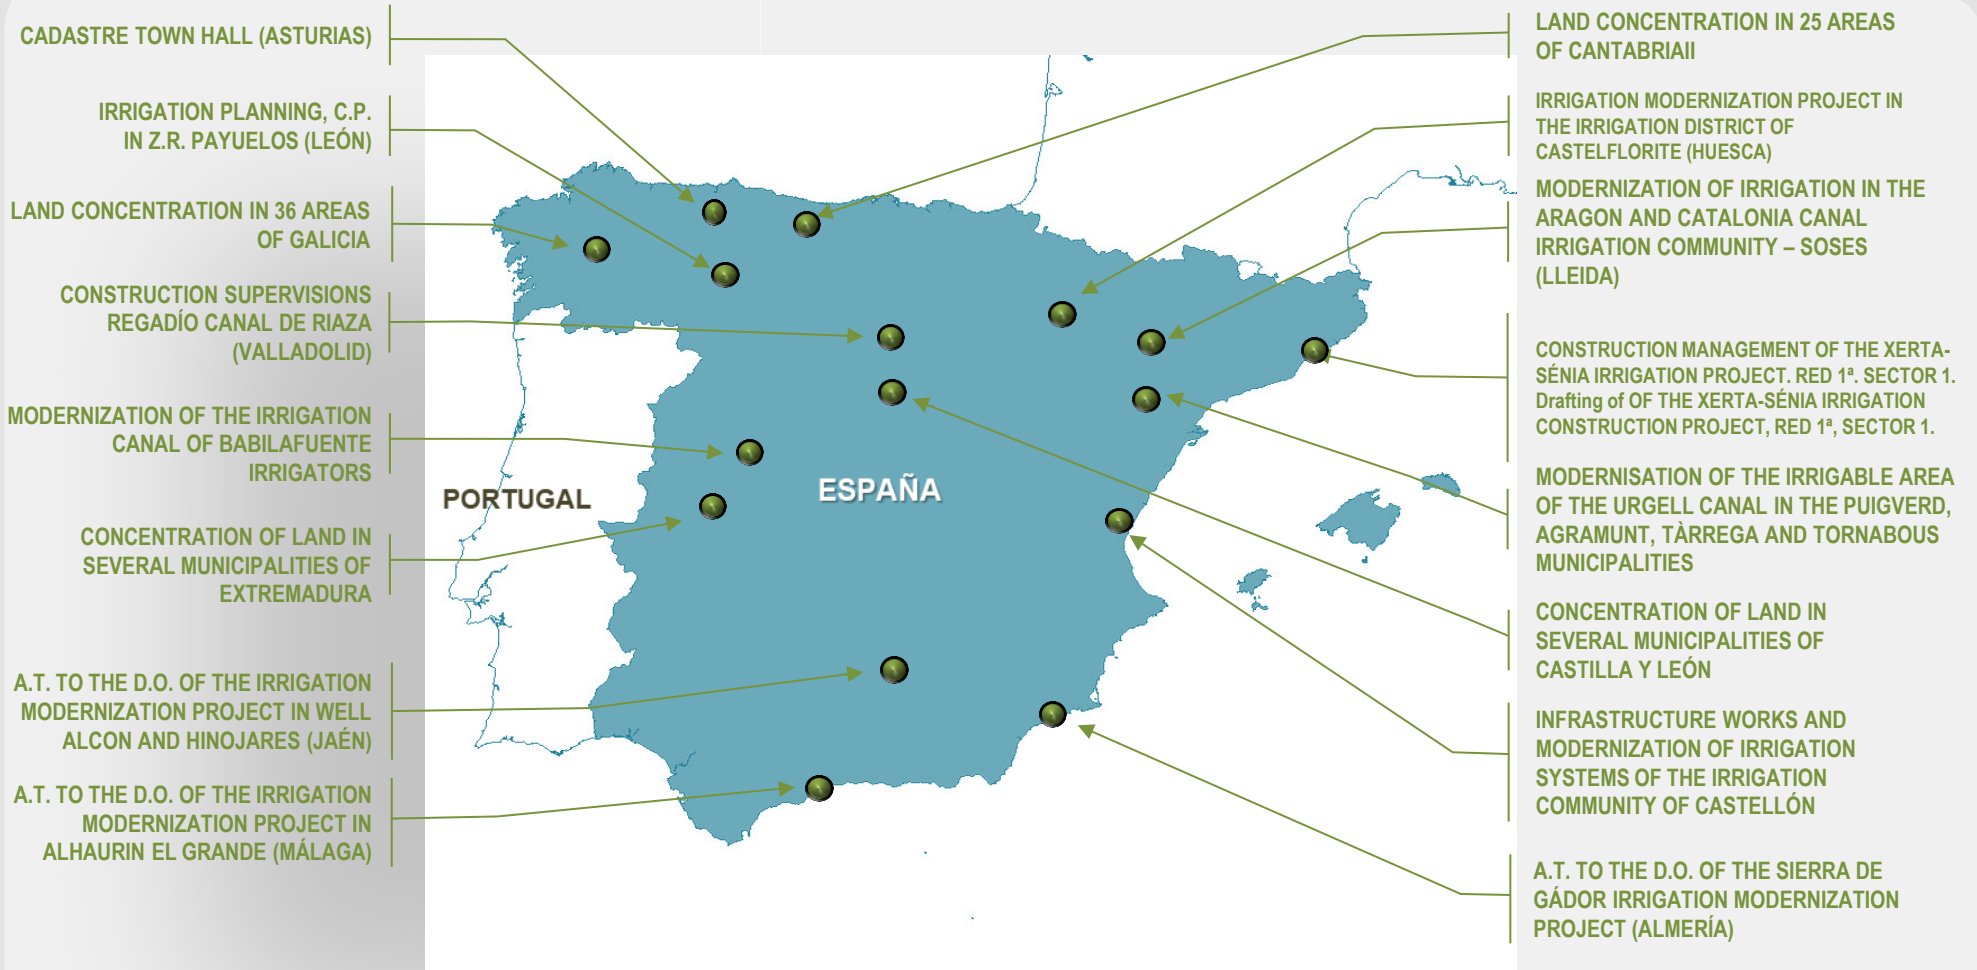 CADASTRE TOWN HALL (ASTURIAS)
IRRIGATION PLANNING, C.P.
IN Z.R. PAYUELOS (LEÓN)
LAND CONCENTRATION IN 36 AREAS
OF GALICIA
CONSTRUCTION SUPERVISIONS
REGADÍO CANAL DE RIAZA
(VALLADOLID)
MODERNIZATION OF THE IRRIGATION
CANAL OF BABILAFUENTE
IRRIGATORS
CONCENTRATION OF LAND IN
SEVERAL MUNICIPALITIES OF
EXTREMADURA
A.T. TO THE D.O. OF THE IRRIGATION
MODERNIZATION PROJECT IN WELL
ALCON AND HINOJARES (JAÉN)
A.T. TO THE D.O. OF THE IRRIGATION
MODERNIZATION PROJECT IN
ALHAURIN EL GRANDE (MÁLAGA)
PORTUGAL
ESPAÑA
LAND CONCENTRATION IN 25 AREAS
OF CANTABRIAII
IRRIGATION MODERNIZATION PROJECT IN
THE IRRIGATION DISTRICT OF
CASTELFLORITE (HUESCA)
MODERNIZATION OF IRRIGATION IN THE
ARAGON AND CATALONIA CANAL
IRRIGATION COMMUNITY – SOSES
(LLEIDA)
CONSTRUCTION MANAGEMENT OF THE XERTA-
SÉNIA IRRIGATION PROJECT. RED 1ª. SECTOR 1.
Drafting of OF THE XERTA-SÉNIA IRRIGATION
CONSTRUCTION PROJECT, RED 1ª, SECTOR 1.
MODERNISATION OF THE IRRIGABLE AREA
OF THE URGELL CANAL IN THE PUIGVERD,
AGRAMUNT, TÀRREGA AND TORNABOUS
MUNICIPALITIES
CONCENTRATION OF LAND IN
SEVERAL MUNICIPALITIES OF
CASTILLA Y LEÓN
INFRASTRUCTURE WORKS AND
MODERNIZATION OF IRRIGATION
SYSTEMS OF THE IRRIGATION
COMMUNITY OF CASTELLÓN
A.T. TO THE D.O. OF THE SIERRA DE
GÁDOR IRRIGATION MODERNIZATION
PROJECT (ALMERÍA)